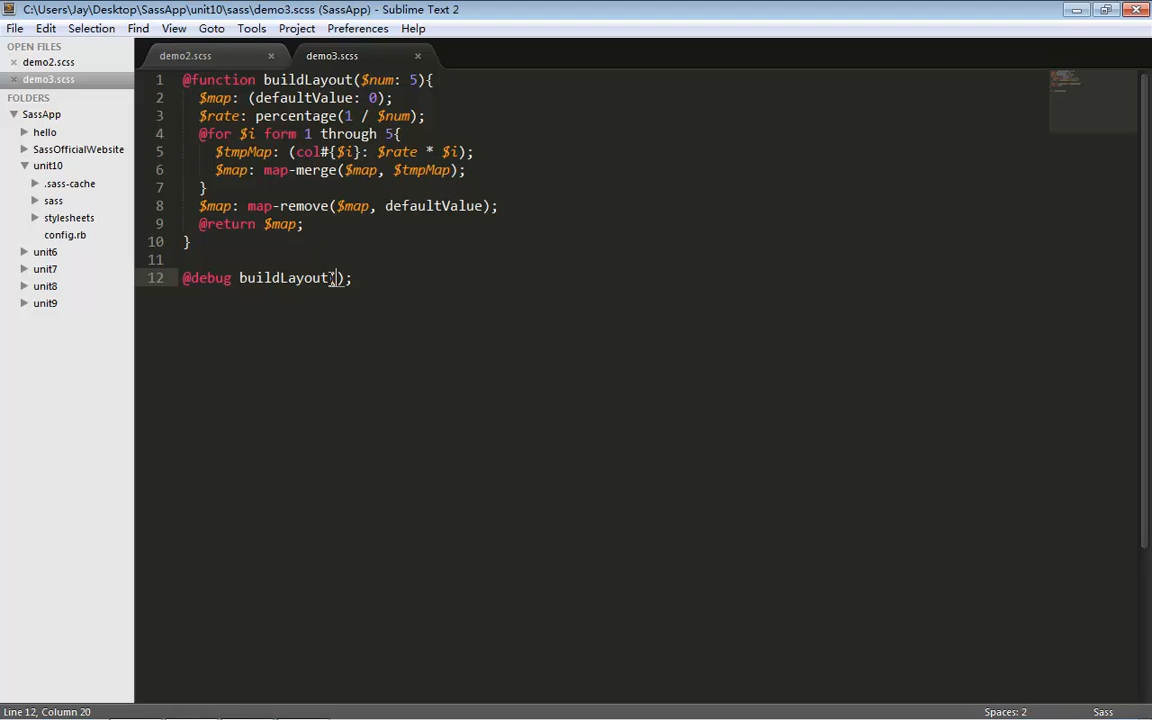 C:\Users\Jay\Desktop\SassApp\unit10\sass\demo3.scss (SassApp) - Sublime Text 2
File Edit Selection Find View Goto Tools Project Preferences Help
OPEN FILES
demo2.scss
demo3.scss
FOLDERS
SassApp
hello
SassOfficialWebsite
unit10
.sass-cache
sass
stylesheets
config.rb
unit6
unit7
unit8
unit9
demo2.scss demo3.scss
1 @function buildLayout($num: 5){
2 $map: (defaultValue: 0);
3 $rate: percentage(1 / $num);
4 @for $i form 1 through 5{
5 $tmpMap: (col#{$i}: $rate * $i);
6 $map: map-merge($map, $tmpMap);
7 }
8 $map: map-remove($map, defaultValue);
9 @return $map;
10 }
11
12 @debug buildLayout();
Line 12, Column 20 Spaces: 2 Sass